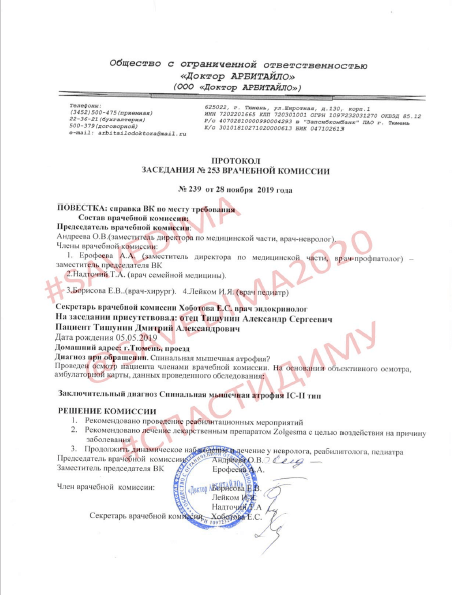 Общество с ограниченной ответственностью
«Доктор АРБИТАЙЛО»
(ООО «Доктор АРБИТАЙЛО»)
Телефоны: 625022, г. Тюмень, ул.Широтная, д.130, корп.1
(3452)500-475(приемная) ИНН 7202201665 КПП 720301001 ОГРН 1097232031270 ОКВЭД 85.12
22-36-21(бухгалтерия) Р/с 40702810000990004293 в "Запсибкомбанк" ПАО г. Тюмень
500-379(договорной) К/с 30101810271020000613 БИК 047102613
e-mail: arbitailodoktora@mail.ru
ПРОТОКОЛ
ЗАСЕДАНИЯ № 253 ВРАЧЕБНОЙ КОМИССИИ
№ 239 от 28 ноября 2019 года
ПОВЕСТКА: справка ВК по месту требования
Состав врачебной комиссии:
Председатель врачебной комиссии:
Андреева О.В.(заместитель директора по медицинской части, врач-невролог).
Члены врачебной комиссии:
1. Ерофеева А.А. (заместитель директора по медицинской части, врач-профпатолог) –
заместитель председателя ВК
2.Надточий Т.А. (врач семейной медицины).
3.Борисова Е.В..(врач-хирург). 4.Лейком И.Я. (врач педиатр)
Секретарь врачебной комиссии Хоботова Е.С. врач эндокринолог
На заседании присутствовал: отец Тишунин Александр Сергеевич
Пациент Тишунин Дмитрий Александрович
Дата рождения 05.05.2019
Домашний адрес: г.Тюмень, проезд
Диагноз при обращении. Спинальная мышечная атрофия?
Проведен осмотр пациента членами врачебной комиссии. На основании объективного осмотра,
амбулаторной карты, данных проведенного обследования:
Заключительный диагноз Спинальная мышечная атрофия IC-II тип
РЕШЕНИЕ КОМИССИИ
1. Рекомендовано проведение реабилитационных мероприятий
2. Рекомендовано лечение лекарственным препаратом Zolgesma с целью воздействия на причину
заболевания
3. Продолжить динамическое наблюдение и лечение у невролога, реабилитолога, педиатра
Председатель врачебной комиссии: Андреева О.В.
Заместитель председателя ВК Ерофеева А.А.
Член врачебной комиссии: Борисова Е.В.
Лейком И.Я.
Надточий Т.А
Секретарь врачебной комиссии Хоботова Е.С.
«Доктор АРБИТАЙЛО»
#SAVEDIMA
@SAVEDIMA2020
#СПАСТИДИМУ